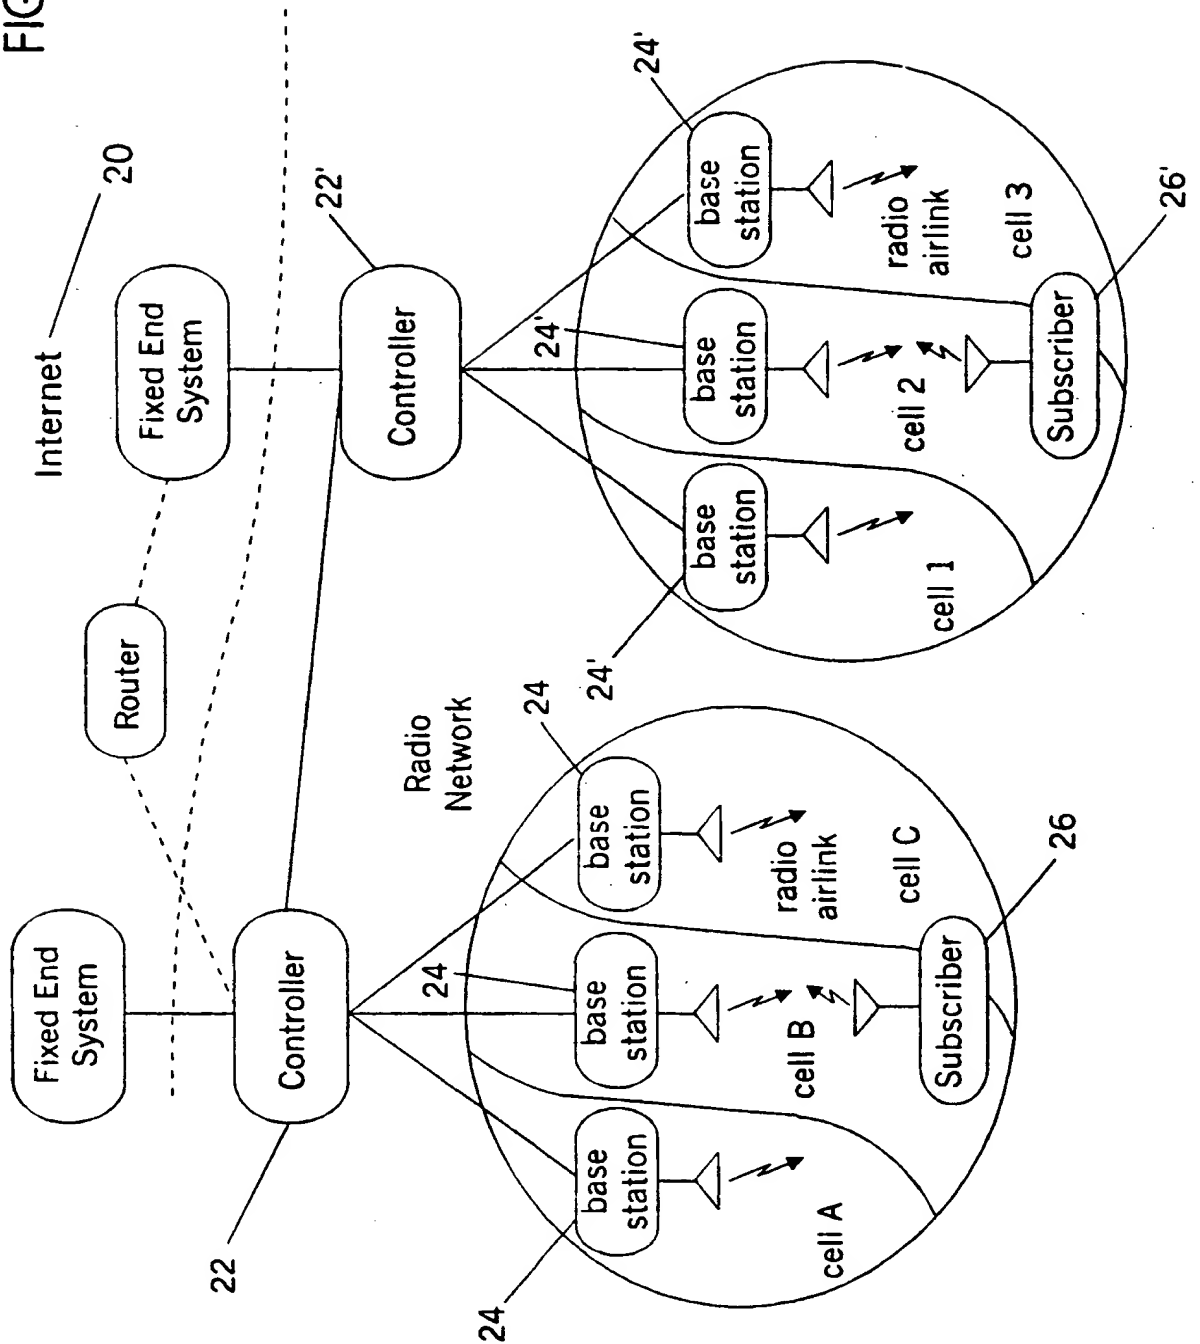 FIG
Internet
20
Fixed End
System
Router
Fixed End
System
22
Controller
22'
Controller
Radio
Network
24
24
24
base
station
base
station
base
station
radio
airlink
cell A
cell B
cell C
Subscriber
26
24'
24'
24'
base
station
base
station
base
station
radio
airlink
cell 1
cell 2
cell 3
Subscriber
26'